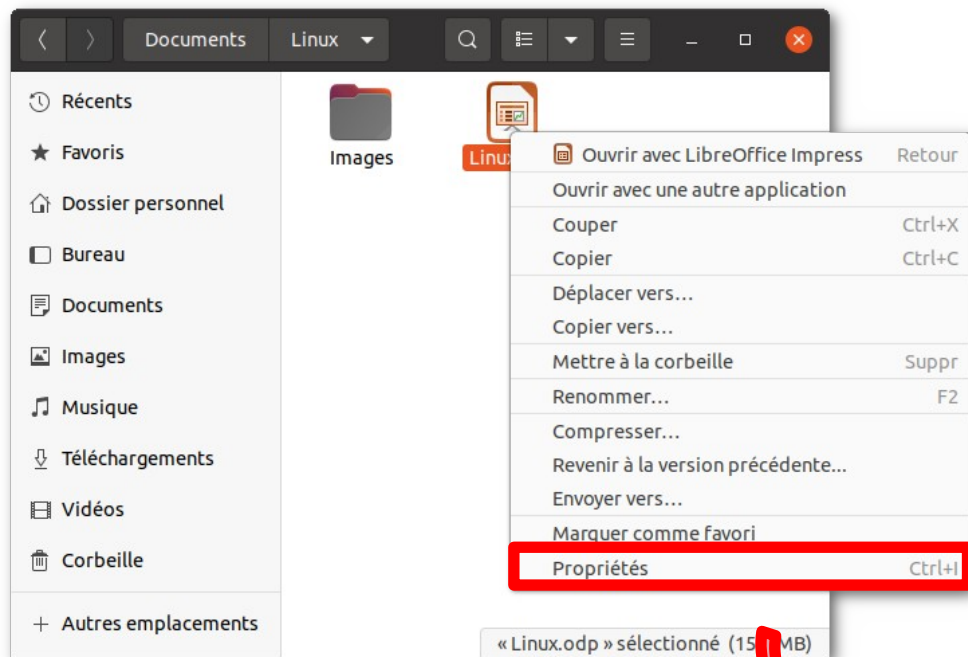 Documents Linux
Récents
Favoris
Dossier personnel
Bureau
Documents
Images
Musique
Téléchargements
Vidéos
Corbeille
+ Autres emplacements
Images
Linu
Ouvrir avec LibreOffice Impress Retour
Ouvrir avec une autre application
Couper Ctrl+X
Copier Ctrl+C
Déplacer vers…
Copier vers…
Mettre à la corbeille Suppr
Renommer… F2
Compresser…
Revenir à la version précédente…
Envoyer vers…
Marquer comme favori
Propriétés Ctrl+I
« Linux.odp » sélectionné (15 MB)